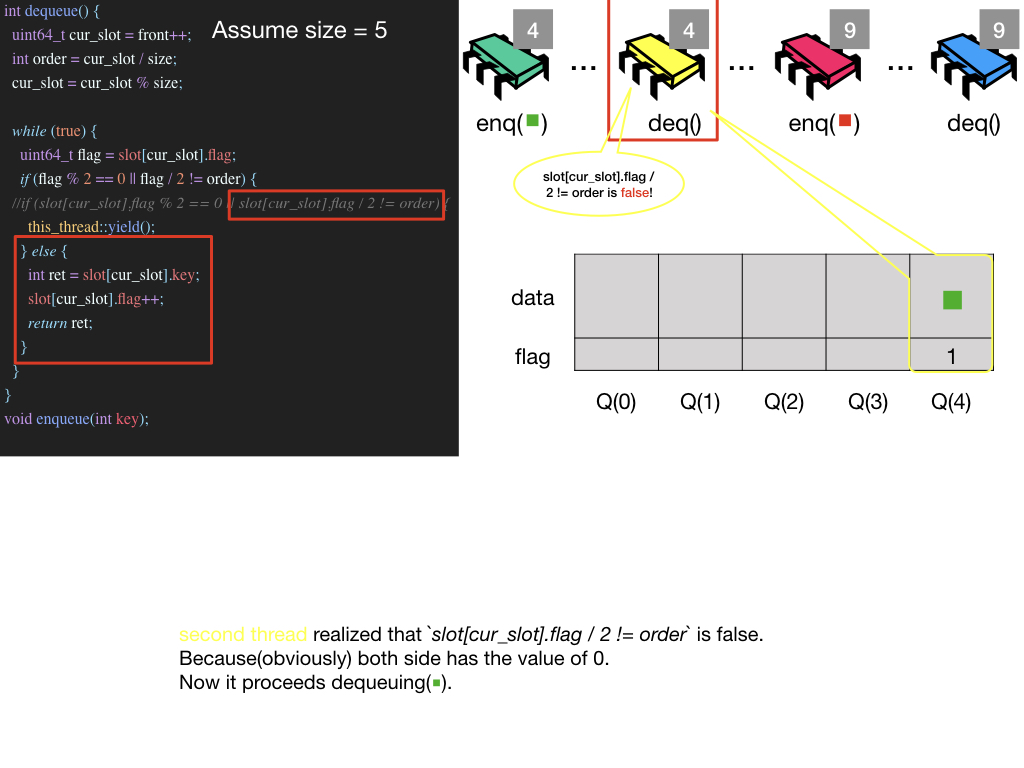 int dequeue() {
uint64_t cur_slot = front++;
int order = cur_slot / size;
cur_slot = cur_slot % size;
while (true) {
uint64_t flag = slot[cur_slot].flag;
if (flag % 2 == 0 || flag / 2 != order) {
//if (slot[cur_slot].flag % 2 == 0 || slot[cur_slot].flag / 2 != order) {
this_thread::yield();
} else {
int ret = slot[cur_slot].key;
slot[cur_slot].flag++;
return ret;
}
}
}
void enqueue(int key);
Assume size = 5
4 ... 4 ... 9 ... 9
enq(■) deq() enq(■) deq()
slot[cur_slot].flag /
2 != order is false!
data
flag 1
Q(0) Q(1) Q(2) Q(3) Q(4)
second thread realized that `slot[cur_slot].flag / 2 != order` is false.
Because(obviously) both side has the value of 0.
Now it proceeds dequeuing(■).